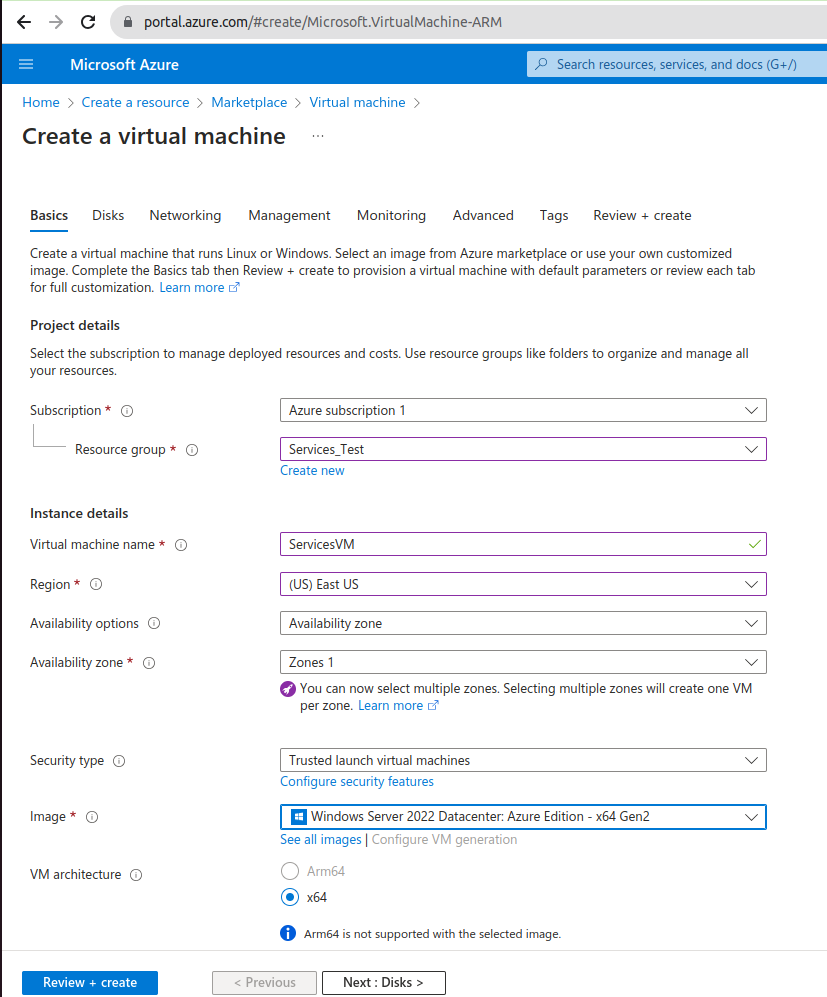 portal.azure.com/#create/Microsoft.VirtualMachine-ARM
Microsoft Azure
Search resources, services, and docs (G+/)
Home > Create a resource > Marketplace > Virtual machine >
Create a virtual machine ...
Basics Disks Networking Management Monitoring Advanced Tags Review + create
Create a virtual machine that runs Linux or Windows. Select an image from Azure marketplace or use your own customized
image. Complete the Basics tab then Review + create to provision a virtual machine with default parameters or review each tab
for full customization. Learn more
Project details
Select the subscription to manage deployed resources and costs. Use resource groups like folders to organize and manage all
your resources.
Subscription * Azure subscription 1
Resource group * Services_Test
Create new
Instance details
Virtual machine name * ServicesVM
Region * (US) East US
Availability options Availability zone
Availability zone * Zones 1
You can now select multiple zones. Selecting multiple zones will create one VM
per zone. Learn more
Security type Trusted launch virtual machines
Configure security features
Image * Windows Server 2022 Datacenter: Azure Edition - x64 Gen2
See all images | Configure VM generation
VM architecture Arm64
x64
Arm64 is not supported with the selected image.
Review + create < Previous Next : Disks >